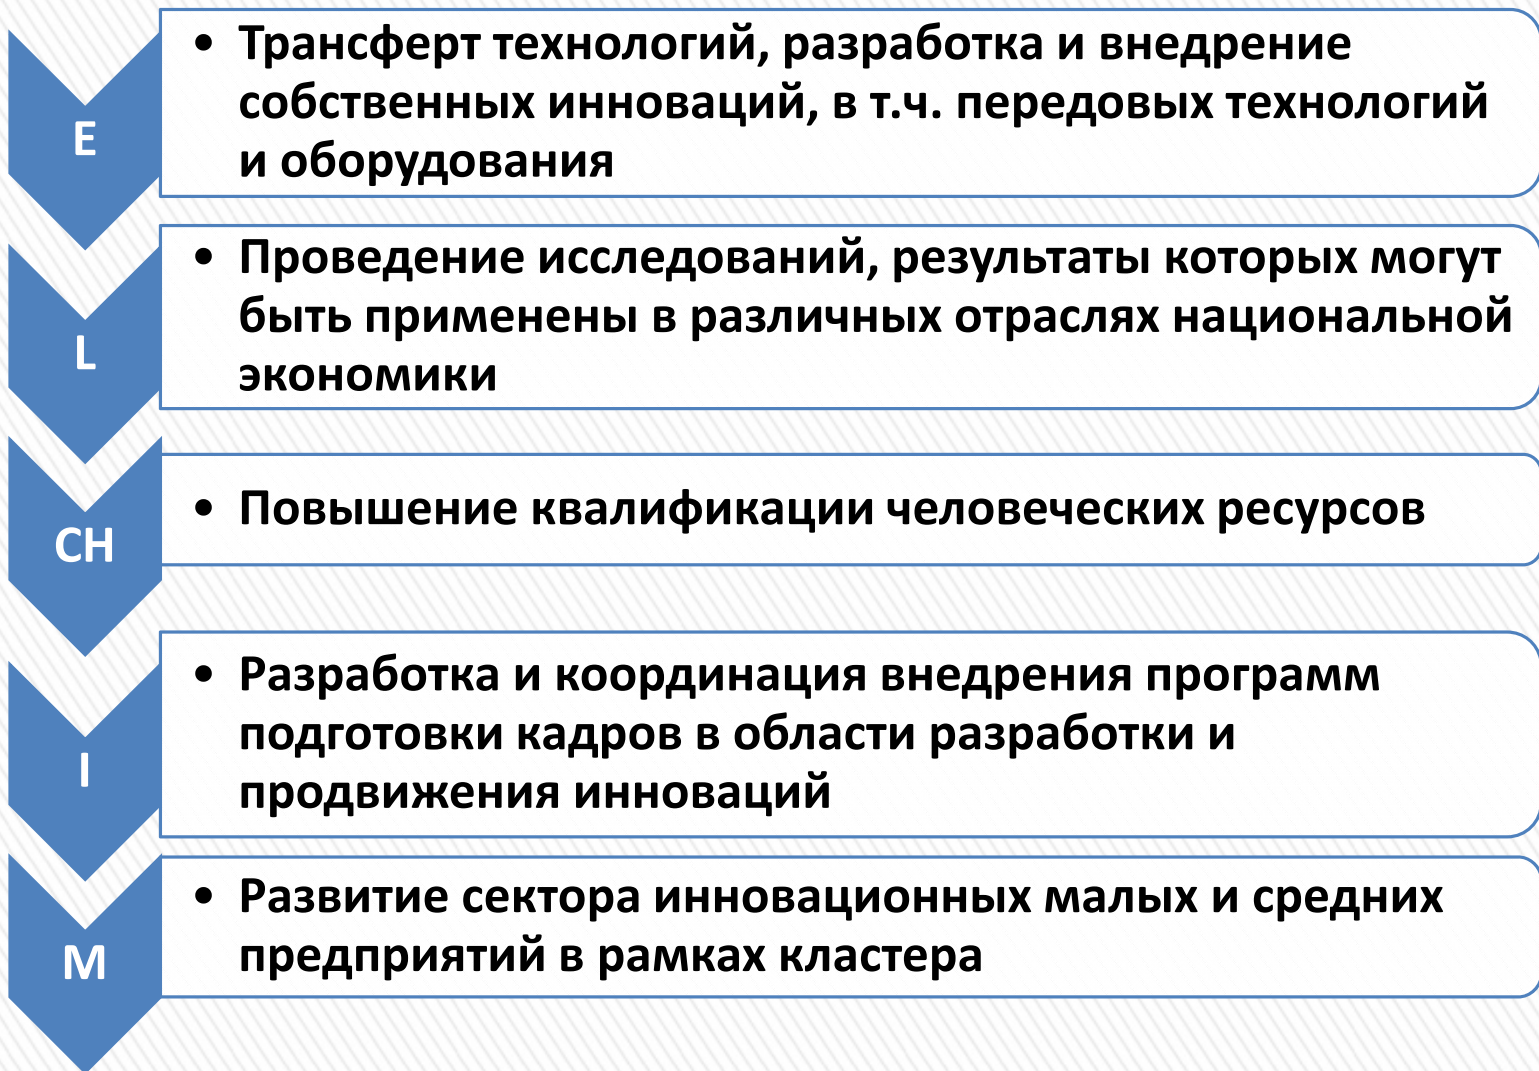 E
• Трансферт технологий, разработка и внедрение
собственных инноваций, в т.ч. передовых технологий
и оборудования
L
• Проведение исследований, результаты которых могут
быть применены в различных отраслях национальной
экономики
CH
• Повышение квалификации человеческих ресурсов
I
• Разработка и координация внедрения программ
подготовки кадров в области разработки и
продвижения инноваций
M
• Развитие сектора инновационных малых и средних
предприятий в рамках кластера